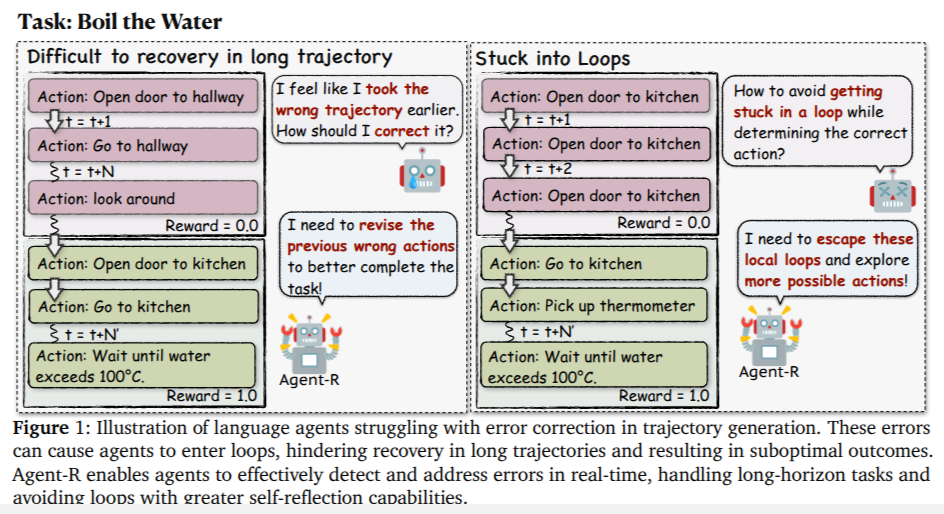 Task: Boil the Water
Difficult to recovery in long trajectory
Action: Open door to hallway
t = t+1
Action: Go to hallway
t = t+N
Action: look around
Reward = 0.0
Action: Open door to kitchen
Action: Go to kitchen
t = t+N'
Action: Wait until water
exceeds 100°C.
Reward = 1.0
I feel like I took the
wrong trajectory earlier.
How should I correct it?
I need to revise the
previous wrong actions
to better complete the
task!
Agent-R
Stuck into Loops
Action: Open door to kitchen
t = t+1
Action: Open door to kitchen
t = t+2
Action: Open door to kitchen
Reward = 0.0
Action: Go to kitchen
Action: Pick up thermometer
t = t+N'
Action: Wait until water
exceeds 100°C.
Reward = 1.0
How to avoid getting
stuck in a loop while
determining the correct
action?
I need to escape these
local loops and explore
more possible actions!
Agent-R
Figure 1: Illustration of language agents struggling with error correction in trajectory generation. These errors
can cause agents to enter loops, hindering recovery in long trajectories and resulting in suboptimal outcomes.
Agent-R enables agents to effectively detect and address errors in real-time, handling long-horizon tasks and
avoiding loops with greater self-reflection capabilities.